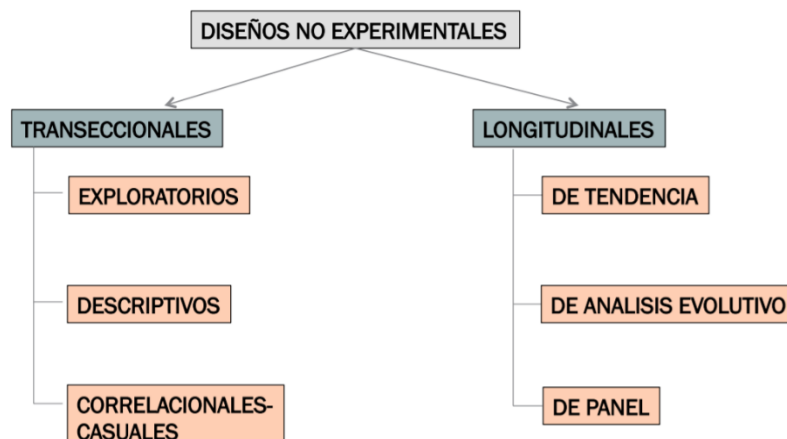 DISEÑOS NO EXPERIMENTALES
TRANSECCIONALES
LONGITUDINALES
EXPLORATORIOS
DE TENDENCIA
DESCRIPTIVOS
DE ANALISIS EVOLUTIVO
CORRELACIONALES-
CASUALES
DE PANEL